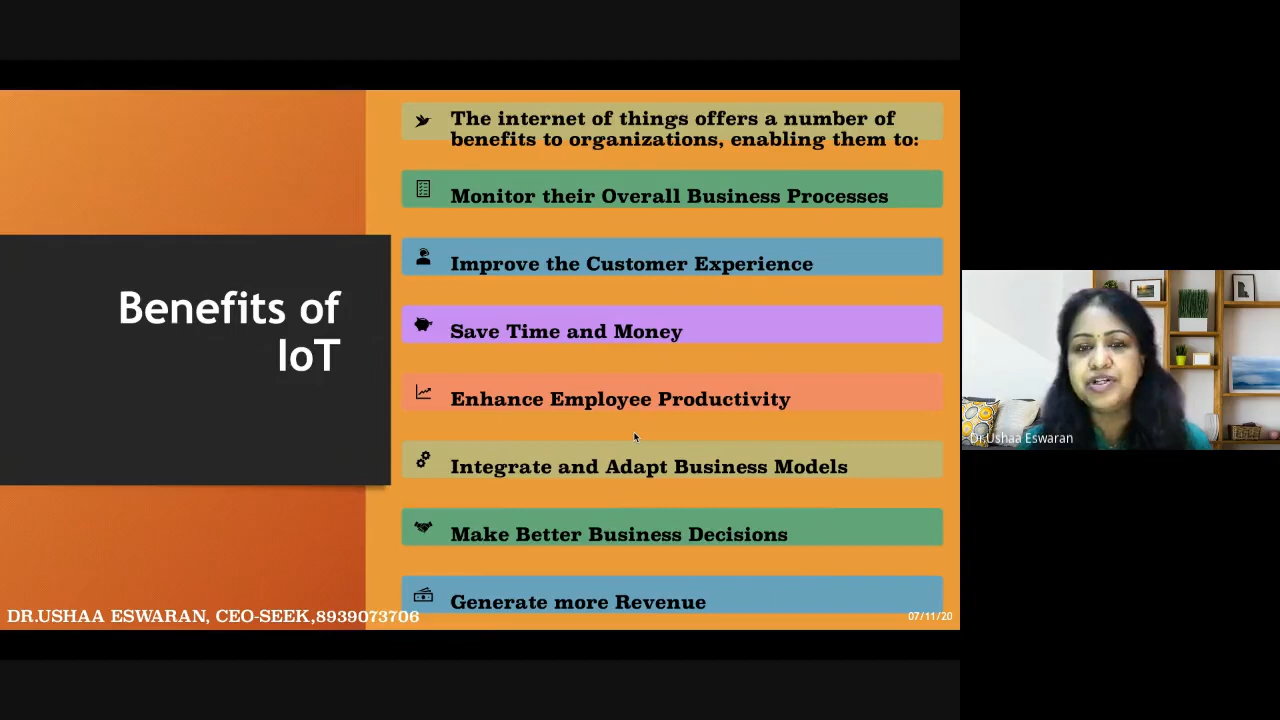 Benefits of
IoT
The internet of things offers a number of
benefits to organizations, enabling them to:
Monitor their Overall Business Processes
Improve the Customer Experience
Save Time and Money
Enhance Employee Productivity
Integrate and Adapt Business Models
Make Better Business Decisions
Generate more Revenue
DR.USHAA ESWARAN, CEO-SEEK,8939073706
07/11/20
Dr.Ushaa Eswaran